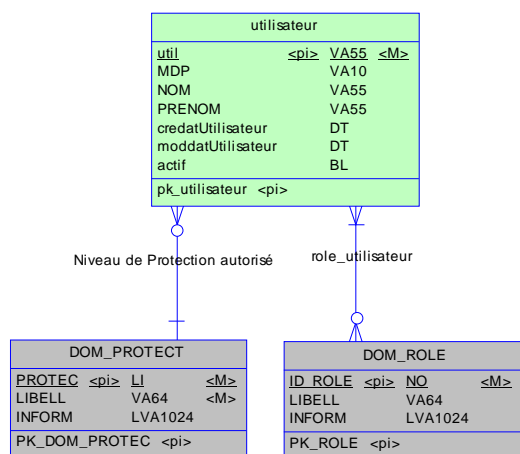 utilisateur
util <pi> VA55 <M>
MDP VA10
NOM VA55
PRENOM VA55
credatUtilisateur DT
moddatUtilisateur DT
actif BL
pk_utilisateur <pi>
Niveau de Protection autorisé
role_utilisateur
DOM_PROTECT
PROTEC <pi> LI <M>
LIBELL VA64 <M>
INFORM LVA1024
PK_DOM_PROTEC <pi>
DOM_ROLE
ID_ROLE <pi> NO <M>
LIBELL VA64
INFORM LVA1024
PK_ROLE <pi>